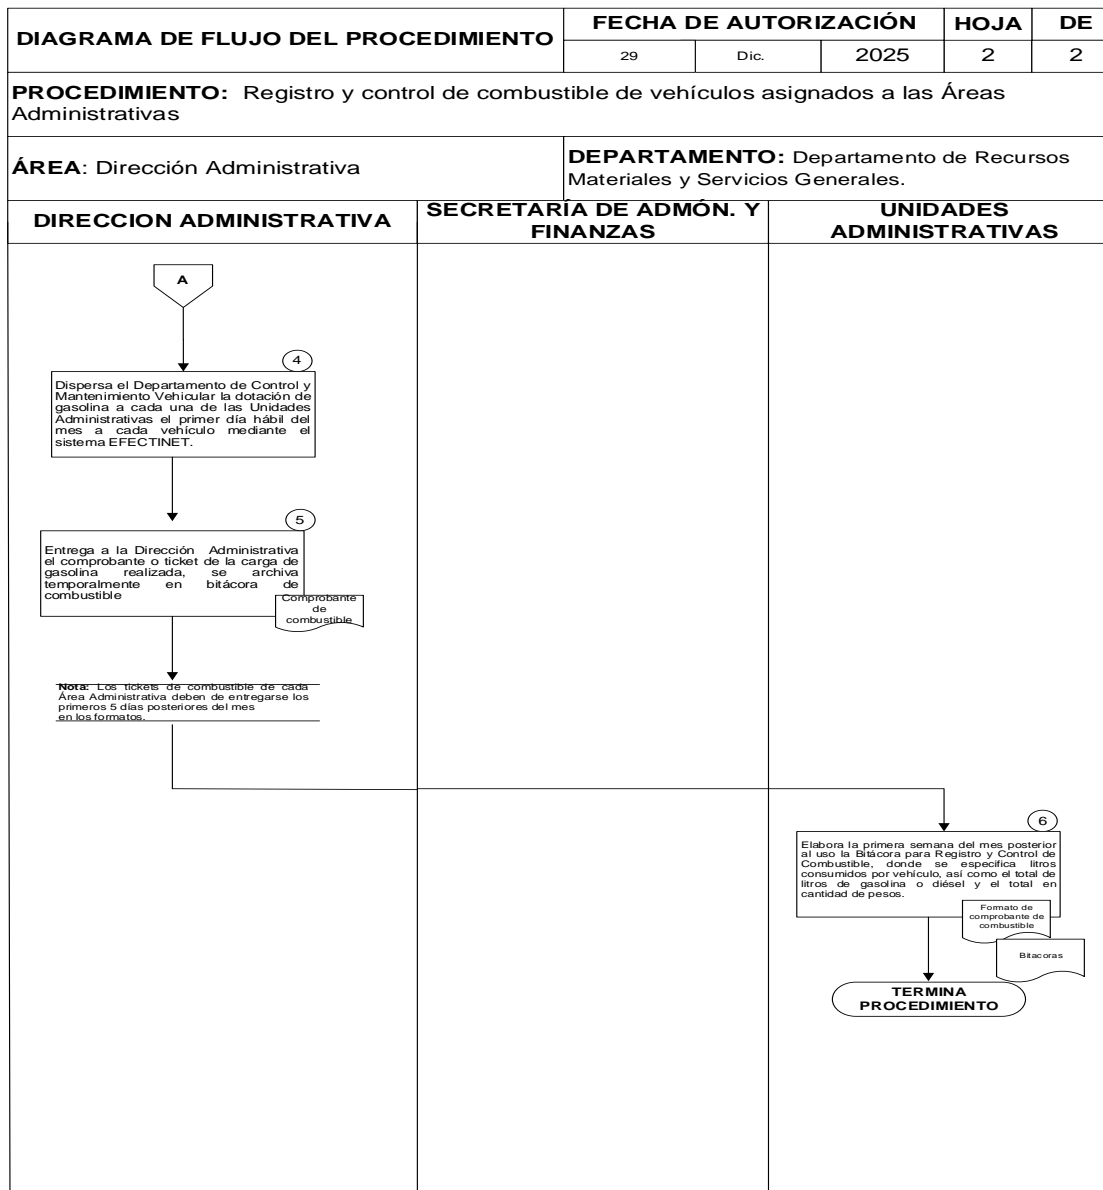 DIAGRAMA DE FLUJO DEL PROCEDIMIENTO
FECHA DE AUTORIZACIÓN
HOJA
DE
29
Dic.
2025
2
2
PROCEDIMIENTO: Registro y control de combustible de vehículos asignados a las Áreas
Administrativas
ÁREA: Dirección Administrativa
DEPARTAMENTO: Departamento de Recursos
Materiales y Servicios Generales.
DIRECCION ADMINISTRATIVA
SECRETARÍA DE ADMÓN. Y
FINANZAS
UNIDADES
ADMINISTRATIVAS
A
4
Dispersa el Departamento de Control y
Mantenimiento Vehicular la dotación de
gasolina a cada una de las Unidades
Administrativas el primer día hábil del
mes a cada vehículo mediante el
sistema EFECTINET.
5
Entrega a la Dirección Administrativa
el comprobante o ticket de la carga de
gasolina realizada, se archiva
temporalmente en bitácora de
combustible
Comprobante
de
combustible
Nota: Los tickets de combustible de cada
Área Administrativa deben de entregarse los
primeros 5 días posteriores del mes
en los formatos.
6
Elabora la primera semana del mes posterior
al uso la Bitácora para Registro y Control de
Combustible, donde se especifica litros
consumidos por vehículo, así como el total de
litros de gasolina o diésel y el total en
cantidad de pesos.
Formato de
comprobante de
combustible
Bitacoras
TERMINA
PROCEDIMIENTO